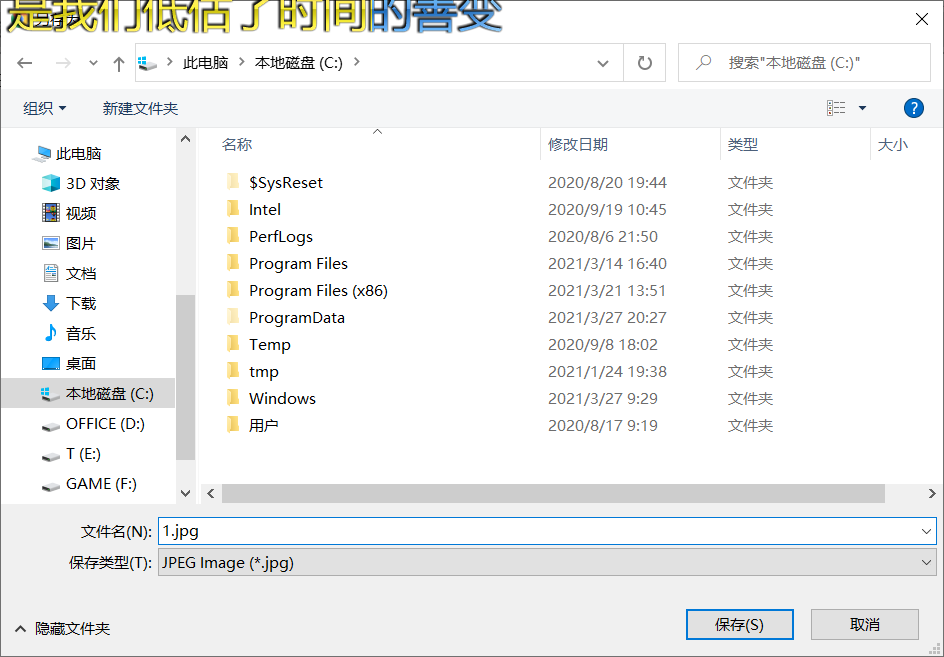 是我们低估了时间的善变
此电脑 本地磁盘 (C:)
搜索"本地磁盘 (C:)"
组织 新建文件夹
?
名称 修改日期 类型 大小
此电脑
3D 对象
视频
图片
文档
下载
音乐
桌面
本地磁盘 (C:)
OFFICE (D:)
T (E:)
GAME (F:)
$SysReset 2020/8/20 19:44 文件夹
Intel 2020/9/19 10:45 文件夹
PerfLogs 2020/8/6 21:50 文件夹
Program Files 2021/3/14 16:40 文件夹
Program Files (x86) 2021/3/21 13:51 文件夹
ProgramData 2021/3/27 20:27 文件夹
Temp 2020/9/8 18:02 文件夹
tmp 2021/1/24 19:38 文件夹
Windows 2021/3/27 9:29 文件夹
用户 2020/8/17 9:19 文件夹
文件名(N): 1.jpg
保存类型(T): JPEG Image (*.jpg)
隐藏文件夹
保存(S) 取消